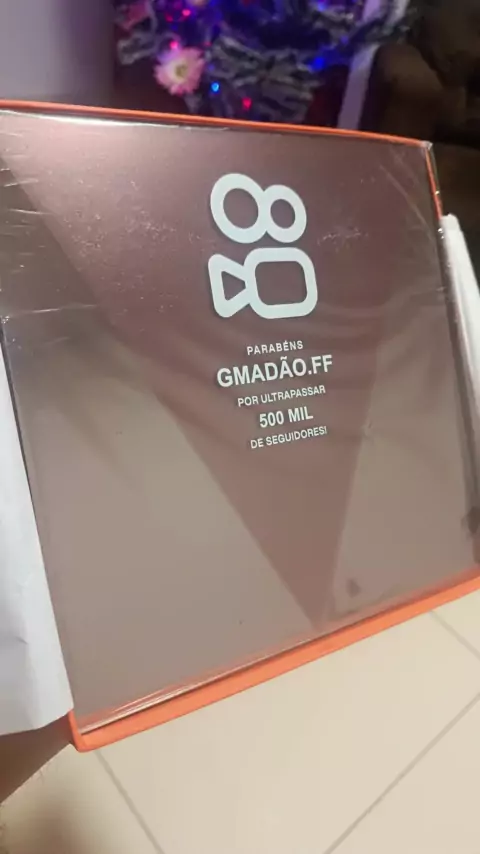 PARABÉNS
GMADÃO.FF
POR ULTRAPASSAR
500 MIL
DE SEGUIDORES!